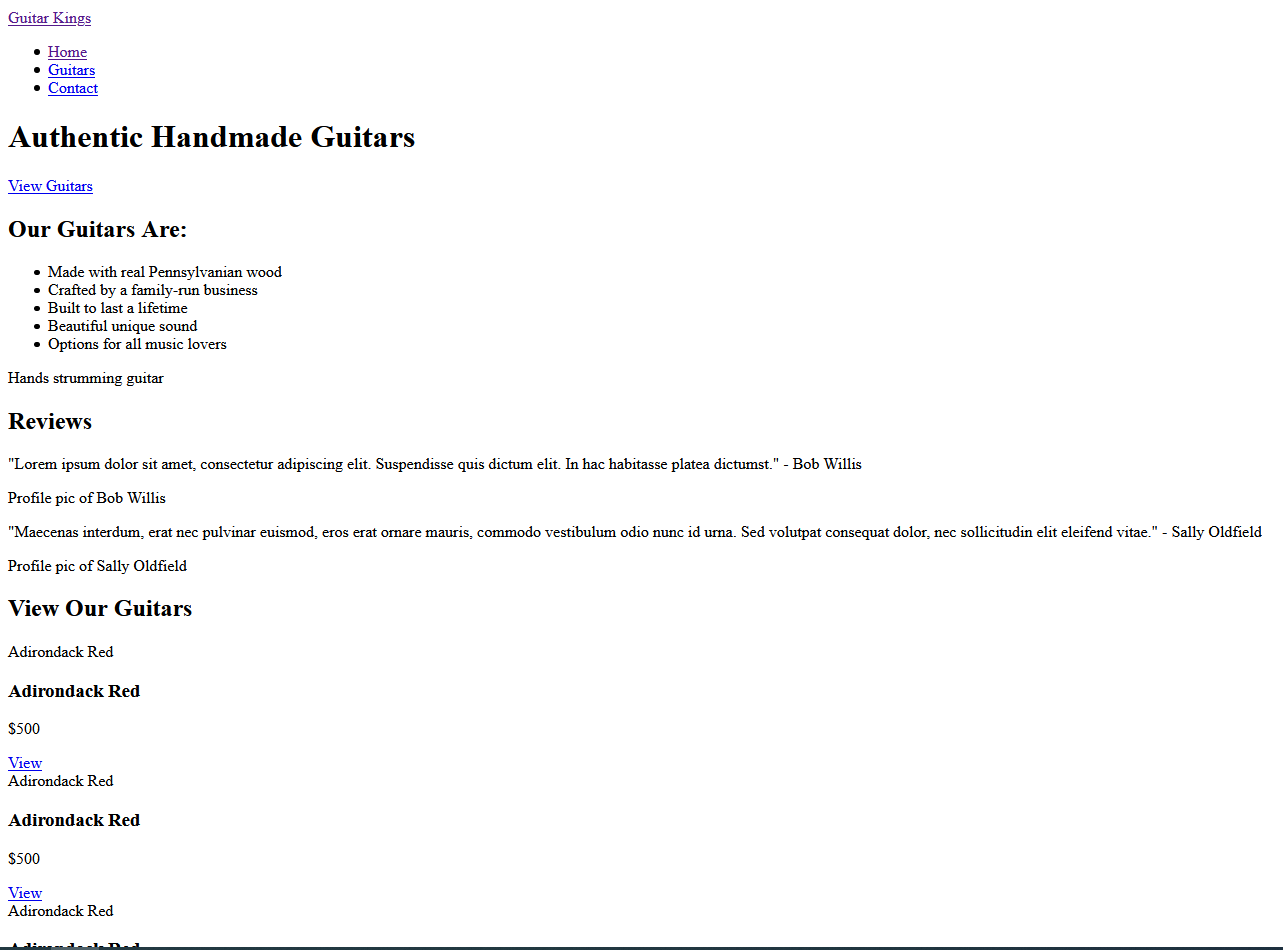 Guitar Kings
Home
Guitars
Contact
Authentic Handmade Guitars
View Guitars
Our Guitars Are:
Made with real Pennsylvanian wood
Crafted by a family-run business
Built to last a lifetime
Beautiful unique sound
Options for all music lovers
Hands strumming guitar
Reviews
"Lorem ipsum dolor sit amet, consectetur adipiscing elit. Suspendisse quis dictum elit. In hac habitasse platea dictumst." - Bob Willis
Profile pic of Bob Willis
"Maecenas interdum, erat nec pulvinar euismod, eros erat ornare mauris, commodo vestibulum odio nunc id urna. Sed volutpat consequat dolor, nec sollicitudin elit eleifend vitae." - Sally Oldfield
Profile pic of Sally Oldfield
View Our Guitars
Adirondack Red
Adirondack Red
$500
View
Adirondack Red
Adirondack Red
$500
View
Adirondack Red
Adirondack Red